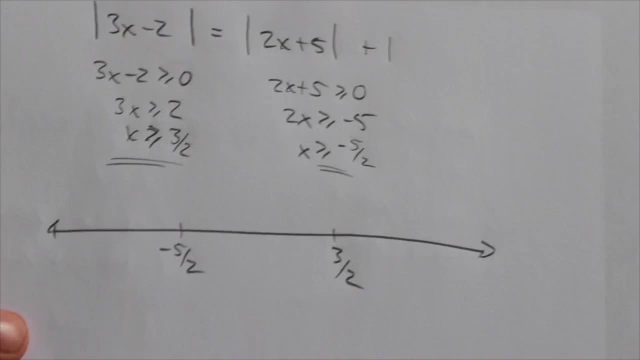 |3x-2| = |2x+5| +1
3x-2⩾0 2x+5⩾0
3x⩾2 2x⩾-5
x⩾3/2 x⩾-5/2
-5/2 3/2